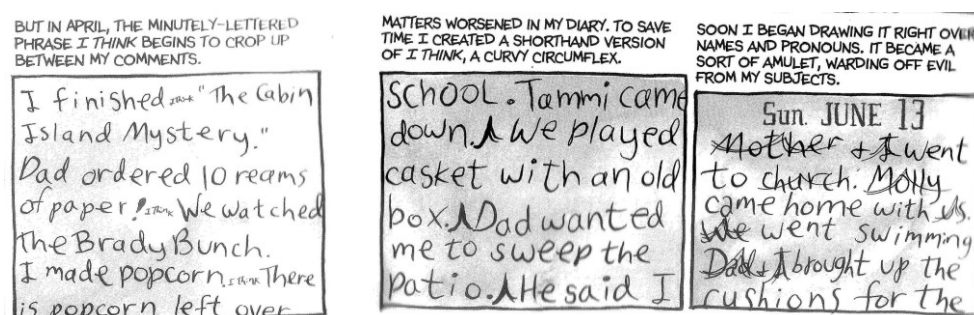 BUT IN APRIL, THE MINUTELY-LETTERED
PHRASE I THINK BEGINS TO CROP UP
BETWEEN MY COMMENTS.
I finished I think "The Cabin
Island Mystery."
Dad ordered 10 reams
of paper! I think We watched
The Brady Bunch.
I made popcorn. I think There
is popcorn left over
MATTERS WORSENED IN MY DIARY. TO SAVE
TIME I CREATED A SHORTHAND VERSION
OF I THINK, A CURVY CIRCUMFLEX.
SCHOOL. Tammi came
down. ʌ We played
casket with an old
box. ʌ Dad wanted
me to sweep the
patio. ʌ He said I
SOON I BEGAN DRAWING IT RIGHT OVER
NAMES AND PRONOUNS. IT BECAME A
SORT OF AMULET, WARDING OFF EVIL
FROM MY SUBJECTS.
Sun. JUNE 13
Mother & I went
to church. Molly
came home with us.
We went swimming
Dad & I brought up the
cushions for the